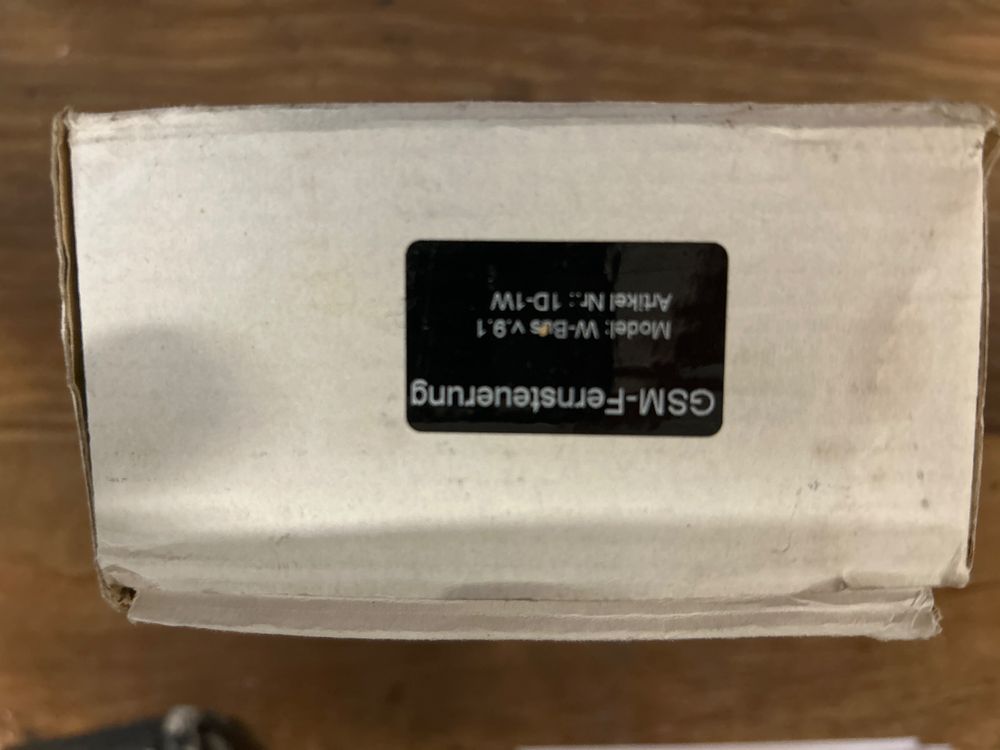 GSM-Fernsteuerung
Model: W-Bus v.9.1
Artikel Nr.: 1D-1W